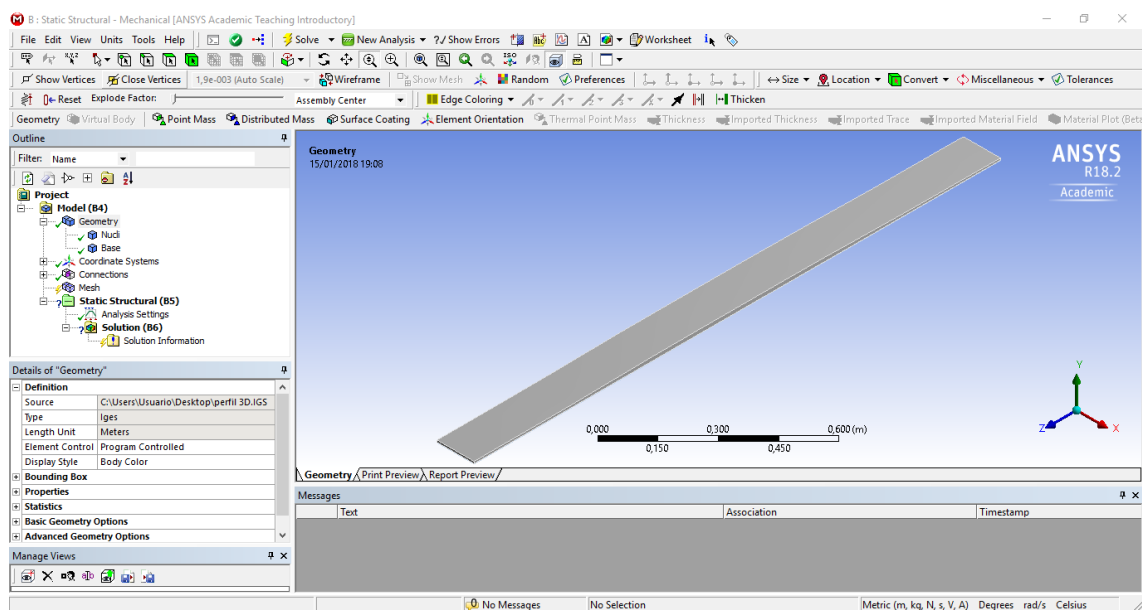 B : Static Structural - Mechanical [ANSYS Academic Teaching Introductory]
File Edit View Units Tools Help Solve New Analysis ?/ Show Errors Worksheet
Show Vertices Close Vertices 1,9e-003 (Auto Scale) Wireframe Show Mesh Random Preferences Size Location Convert Miscellaneous Tolerances
Reset Explode Factor: Assembly Center Edge Coloring Thicken
Geometry Virtual Body Point Mass Distributed Mass Surface Coating Element Orientation Thermal Point Mass Thickness Imported Thickness Imported Trace Imported Material Field Material Plot (Beta
Outline
Filter: Name
Project
Model (B4)
Geometry
Nucli
Base
Coordinate Systems
Connections
Mesh
Static Structural (B5)
Analysis Settings
Solution (B6)
Solution Information
Details of "Geometry"
Definition
Source C:\Users\Usuario\Desktop\perfil 3D.IGS
Type Iges
Length Unit Meters
Element Control Program Controlled
Display Style Body Color
Bounding Box
Properties
Statistics
Basic Geometry Options
Advanced Geometry Options
Manage Views
Geometry
15/01/2018 19:08
ANSYS
R18.2
Academic
Y
Z X
0,000 0,300 0,600 (m)
0,150 0,450
Geometry Print Preview Report Preview
Messages
Text Association Timestamp
No Messages No Selection Metric (m, kg, N, s, V, A) Degrees rad/s Celsius